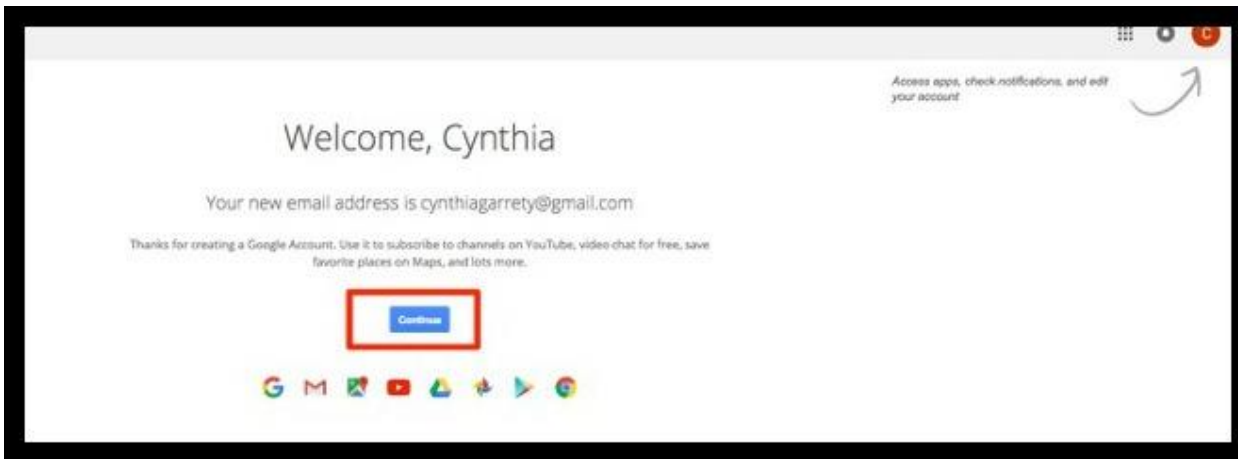 C
Access apps, check notifications, and edit
your account
Welcome, Cynthia
Your new email address is cynthiagarrety@gmail.com
Thanks for creating a Google Account. Use it to subscribe to channels on YouTube, video chat for free, save
favorite places on Maps, and lots more.
Continue